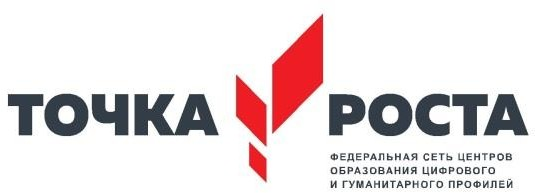 ТОЧКА РОСТА
ФЕДЕРАЛЬНАЯ СЕТЬ ЦЕНТРОВ
ОБРАЗОВАНИЯ ЦИФРОВОГО
И ГУМАНИТАРНОГО ПРОФИЛЕЙ